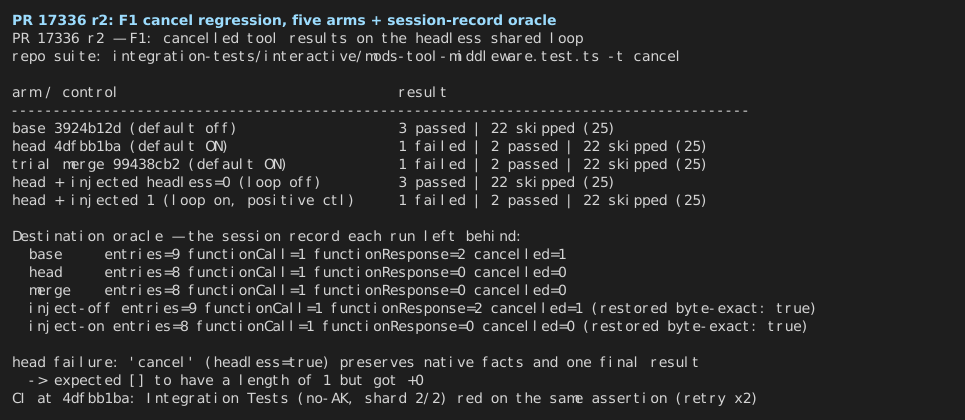 PR 17336 r2: F1 cancel regression, five arms + session-record oracle
PR 17336 r2 — F1: cancelled tool results on the headless shared loop
repo suite: integration-tests/interactive/mods-tool-middleware.test.ts -t cancel
arm / control result
--------------------------------------------------------------------------------------------
base 3924b12d (default off) 3 passed | 22 skipped (25)
head 4dfbb1ba (default ON) 1 failed | 2 passed | 22 skipped (25)
trial merge 99438cb2 (default ON) 1 failed | 2 passed | 22 skipped (25)
head + injected headless=0 (loop off) 3 passed | 22 skipped (25)
head + injected 1 (loop on, positive ctl) 1 failed | 2 passed | 22 skipped (25)
Destination oracle — the session record each run left behind:
base entries=9 functionCall=1 functionResponse=2 cancelled=1
head entries=8 functionCall=1 functionResponse=0 cancelled=0
merge entries=8 functionCall=1 functionResponse=0 cancelled=0
inject-off entries=9 functionCall=1 functionResponse=2 cancelled=1 (restored byte-exact: true)
inject-on entries=8 functionCall=1 functionResponse=0 cancelled=0 (restored byte-exact: true)
head failure: 'cancel' (headless=true) preserves native facts and one final result
-> expected [] to have a length of 1 but got +0
CI at 4dfbb1ba: Integration Tests (no-AK, shard 2/2) red on the same assertion (retry x2)